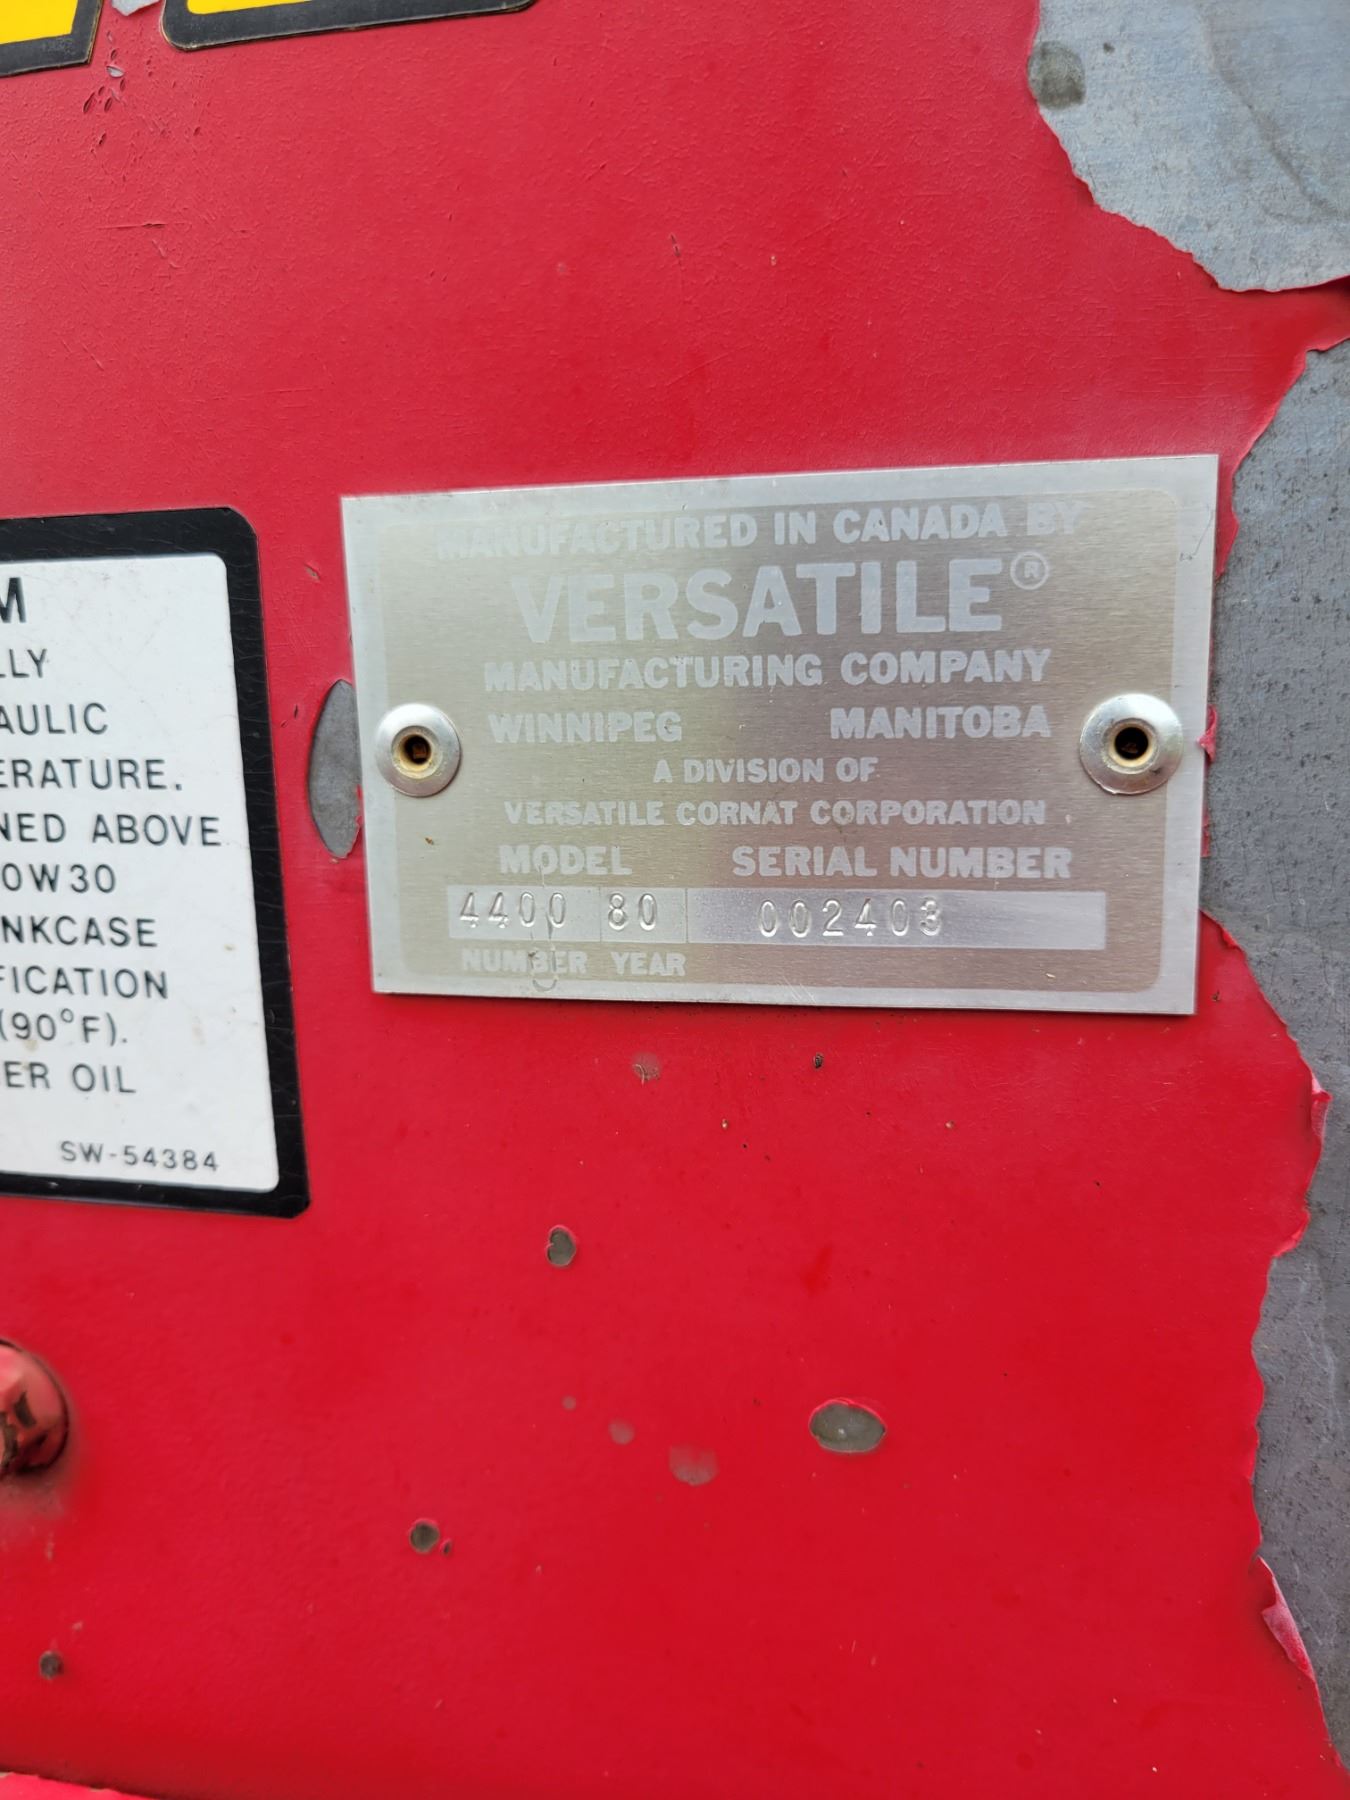 MANUFACTURED IN CANADA BY
VERSATILE®
MANUFACTURING COMPANY
WINNIPEG MANITOBA
A DIVISION OF
VERSATILE CORNAT CORPORATION
MODEL SERIAL NUMBER
4400 80 002403
NUMBER YEAR
M
LLY
AULIC
ERATURE.
NED ABOVE
0W30
NKCASE
FICATION
(90°F).
ER OIL
SW-54384